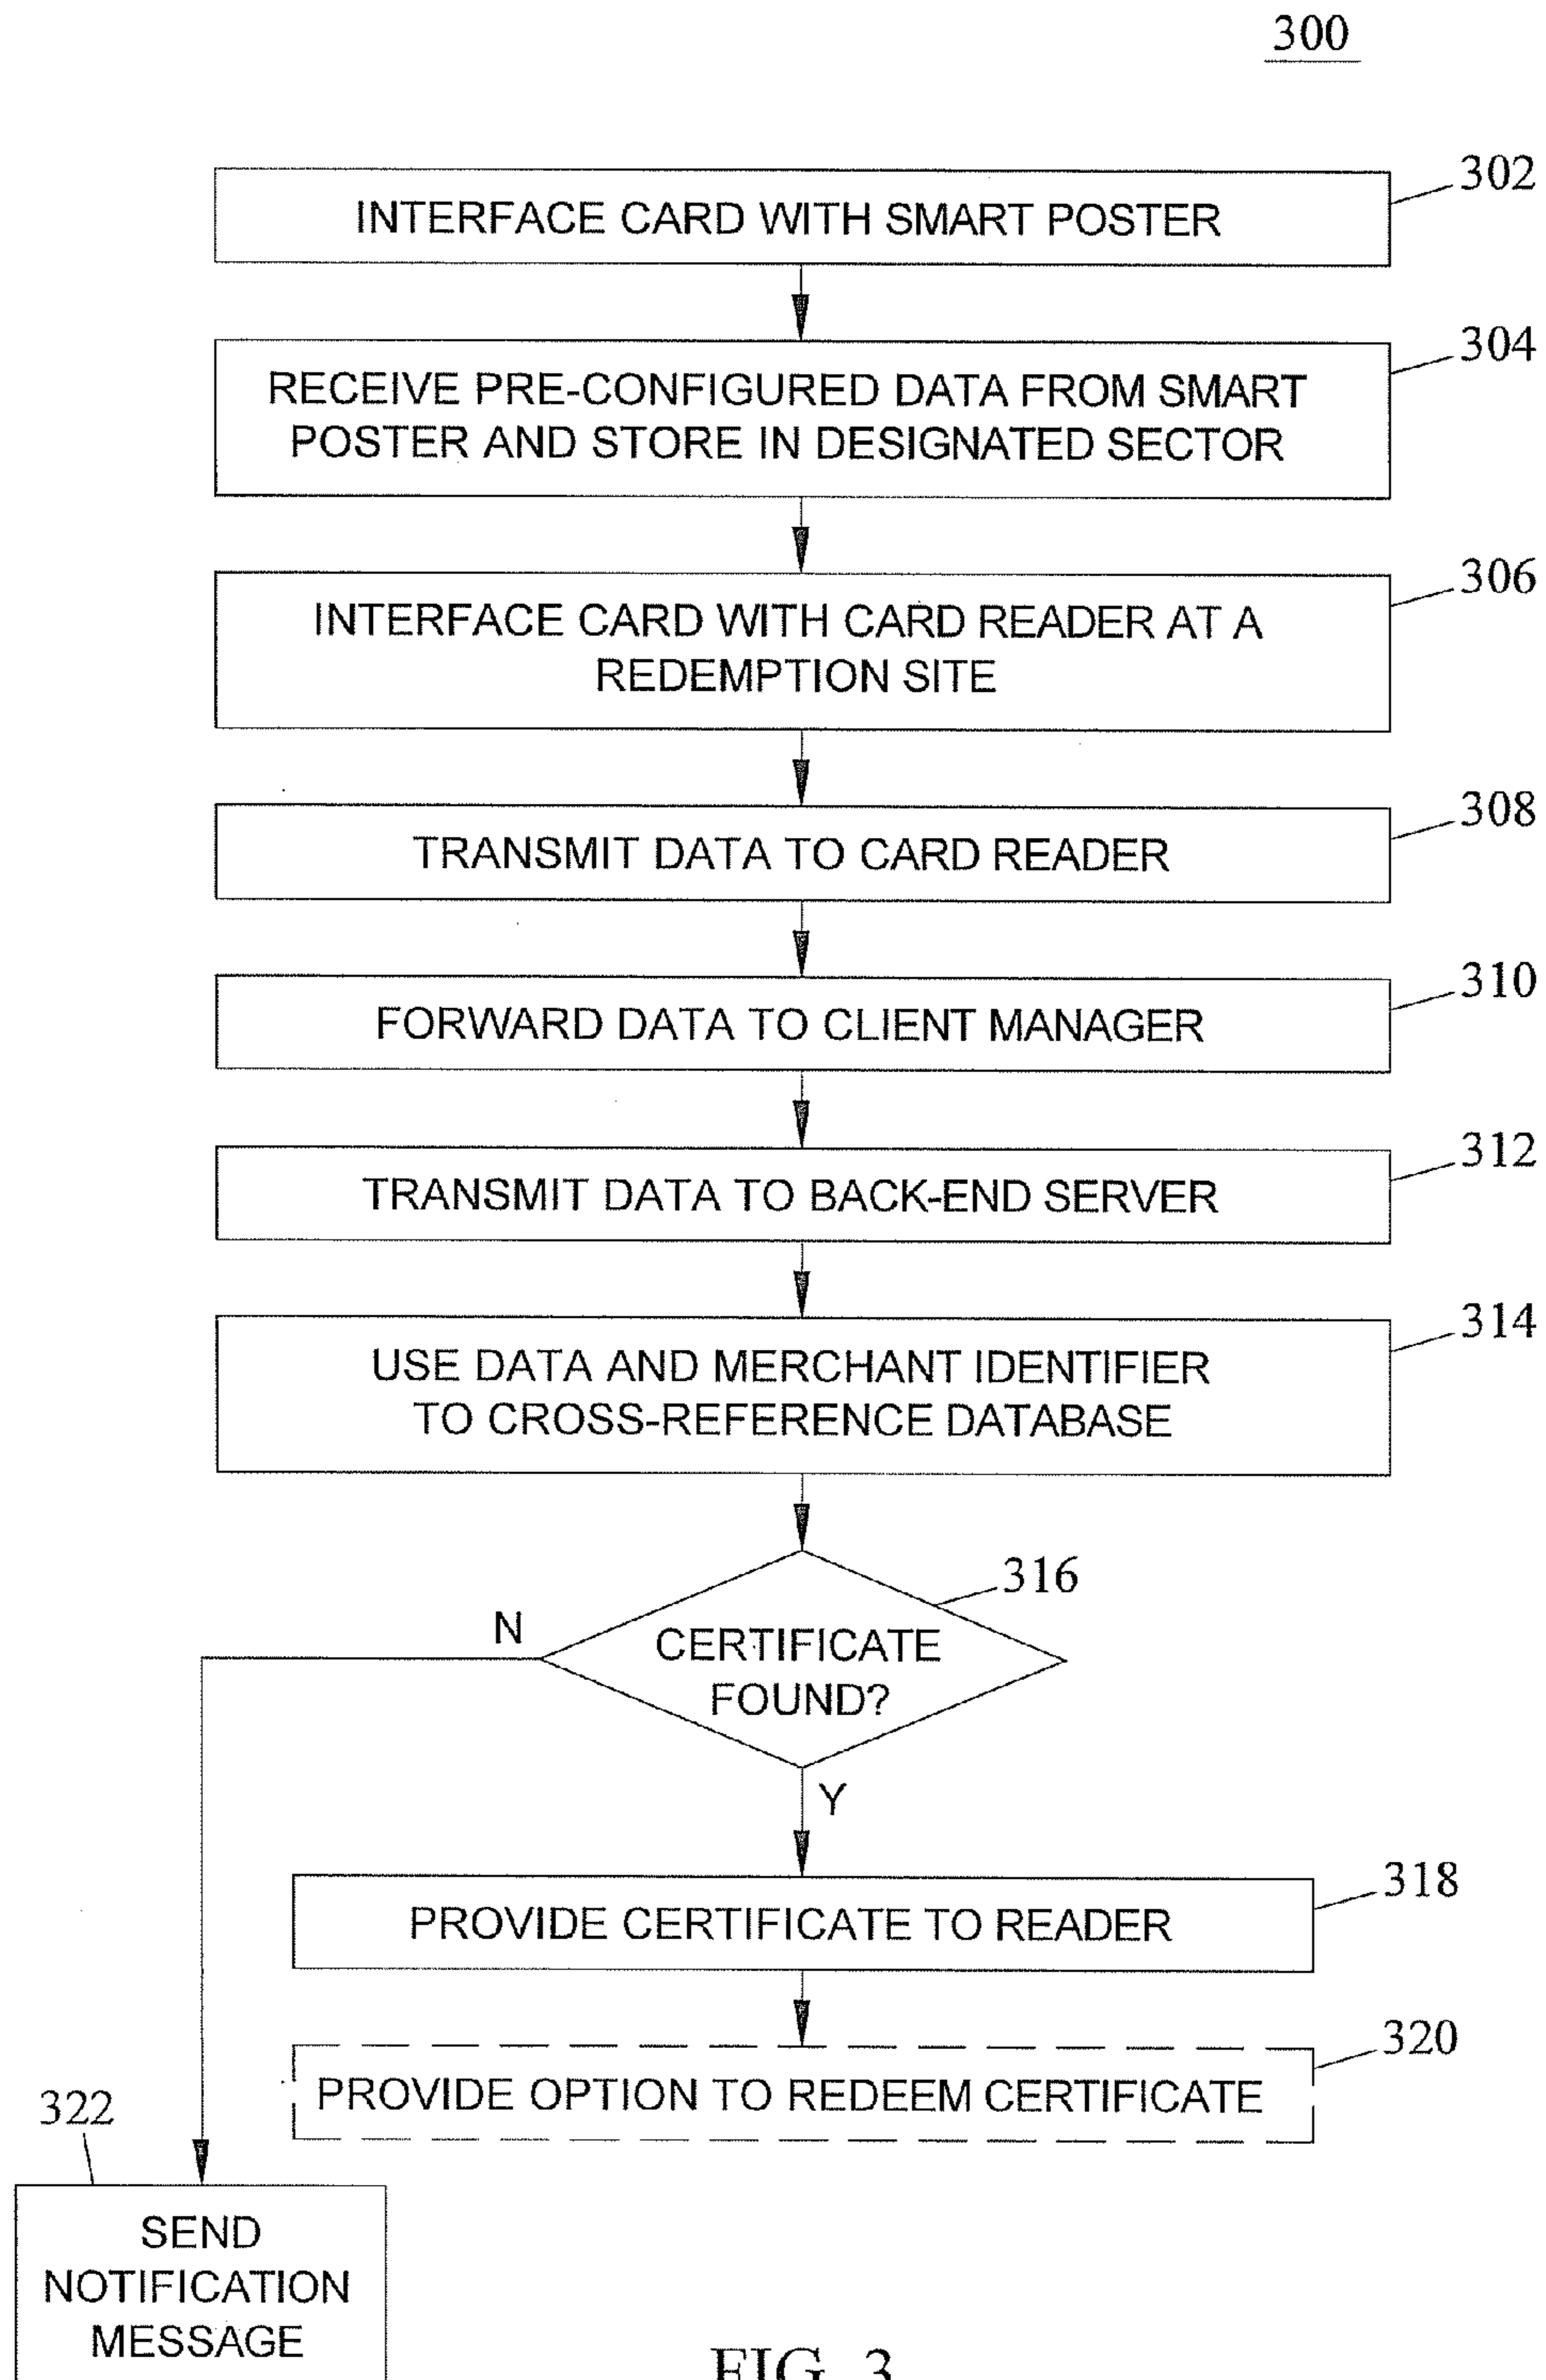 300
302
INTERFACE CARD WITH SMART POSTER
304
RECEIVE PRE-CONFIGURED DATA FROM SMART
POSTER AND STORE IN DESIGNATED SECTOR
306
INTERFACE CARD WITH CARD READER AT A
REDEMPTION SITE
308
TRANSMIT DATA TO CARD READER
310
FORWARD DATA TO CLIENT MANAGER
312
TRANSMIT DATA TO BACK-END SERVER
314
USE DATA AND MERCHANT IDENTIFIER
TO CROSS-REFERENCE DATABASE
316
N
CERTIFICATE
FOUND?
Y
318
PROVIDE CERTIFICATE TO READER
320
PROVIDE OPTION TO REDEEM CERTIFICATE
322
SEND
NOTIFICATION
MESSAGE
FIG. 3